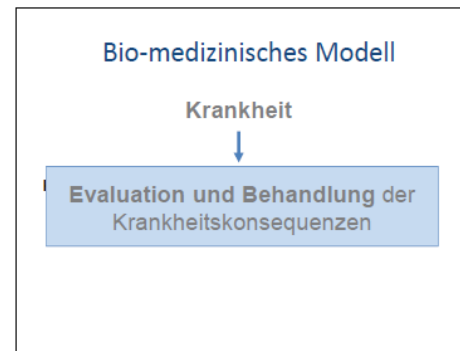 Bio-medizinisches Modell
Krankheit
Evaluation und Behandlung der
Krankheitskonsequenzen